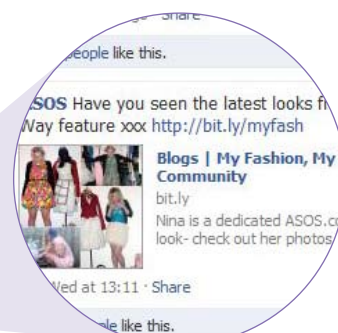 Share
people like this.
ASOS Have you seen the latest looks
Way feature xxx http://bit.ly/myfash
Blogs | My Fashion, My
Community
bit.ly
Nina is a dedicated ASOS.co
look- check out her photos
Wed at 13:11 · Share
like this.